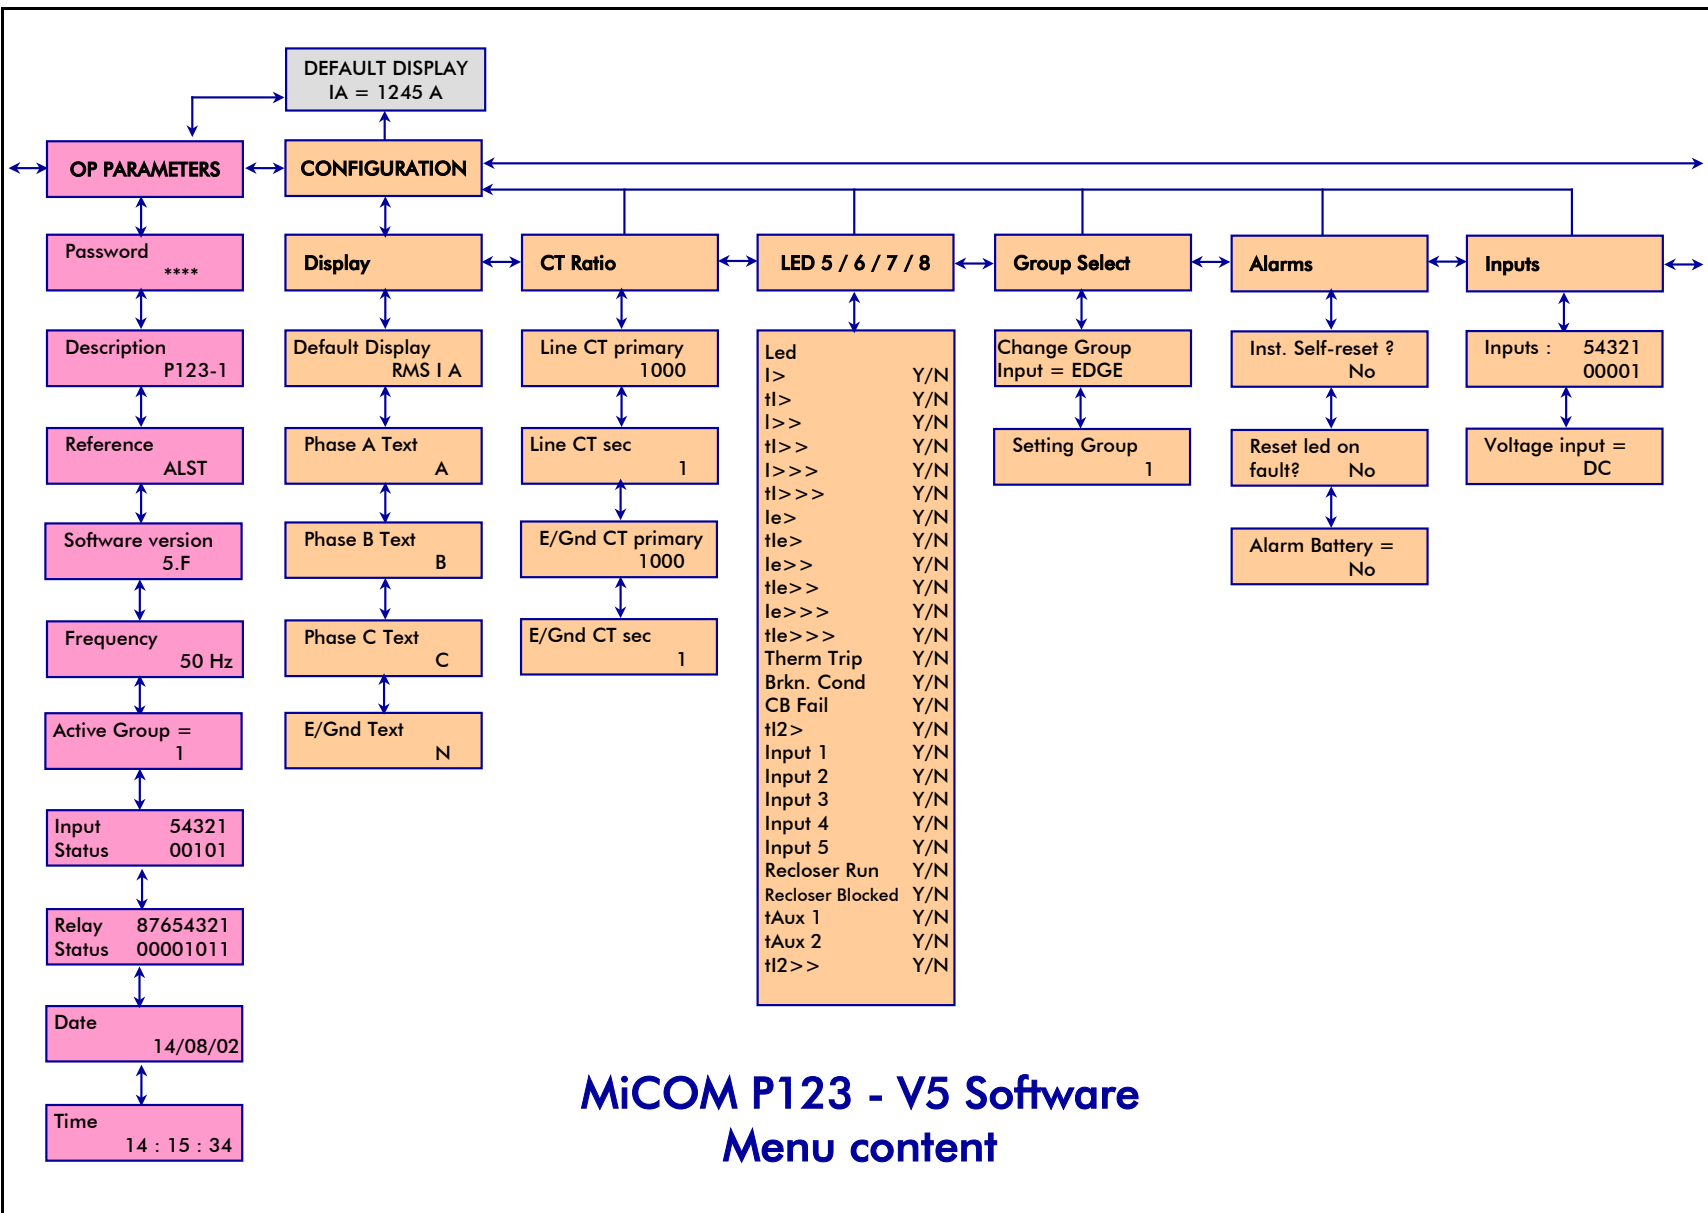 DEFAULT DISPLAY
IA = 1245 A
OP PARAMETERS
Password
****
Description
P123-1
Reference
ALST
Software version
5.F
Frequency
50 Hz
Active Group =
1
Input 54321
Status 00101
Relay 87654321
Status 00001011
Date
14/08/02
Time
14 : 15 : 34
CONFIGURATION
Display
Default Display
RMS I A
Phase A Text
A
Phase B Text
B
Phase C Text
C
E/Gnd Text
N
CT Ratio
Line CT primary
1000
Line CT sec
1
E/Gnd CT primary
1000
E/Gnd CT sec
1
LED 5 / 6 / 7 / 8
Led
I> Y/N
tI> Y/N
I>> Y/N
tI>> Y/N
I>>> Y/N
tI>>> Y/N
Ie> Y/N
tIe> Y/N
Ie>> Y/N
tIe>> Y/N
Ie>>> Y/N
tIe>>> Y/N
Therm Trip Y/N
Brkn. Cond Y/N
CB Fail Y/N
tI2> Y/N
Input 1 Y/N
Input 2 Y/N
Input 3 Y/N
Input 4 Y/N
Input 5 Y/N
Recloser Run Y/N
Recloser Blocked Y/N
tAux 1 Y/N
tAux 2 Y/N
tI2>> Y/N
Group Select
Change Group
Input = EDGE
Setting Group
1
Alarms
Inst. Self-reset ?
No
Reset led on
fault? No
Alarm Battery =
No
Inputs
Inputs : 54321
00001
Voltage input =
DC
MiCOM P123 - V5 Software
Menu content